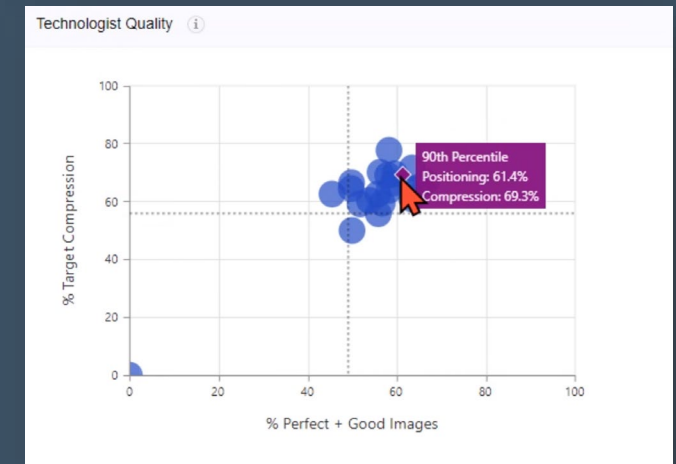 Technologist Quality i
100
80
60
40
20
0
% Target Compression
90th Percentile
Positioning: 61.4%
Compression: 69.3%
0 20 40 60 80 100
% Perfect + Good Images